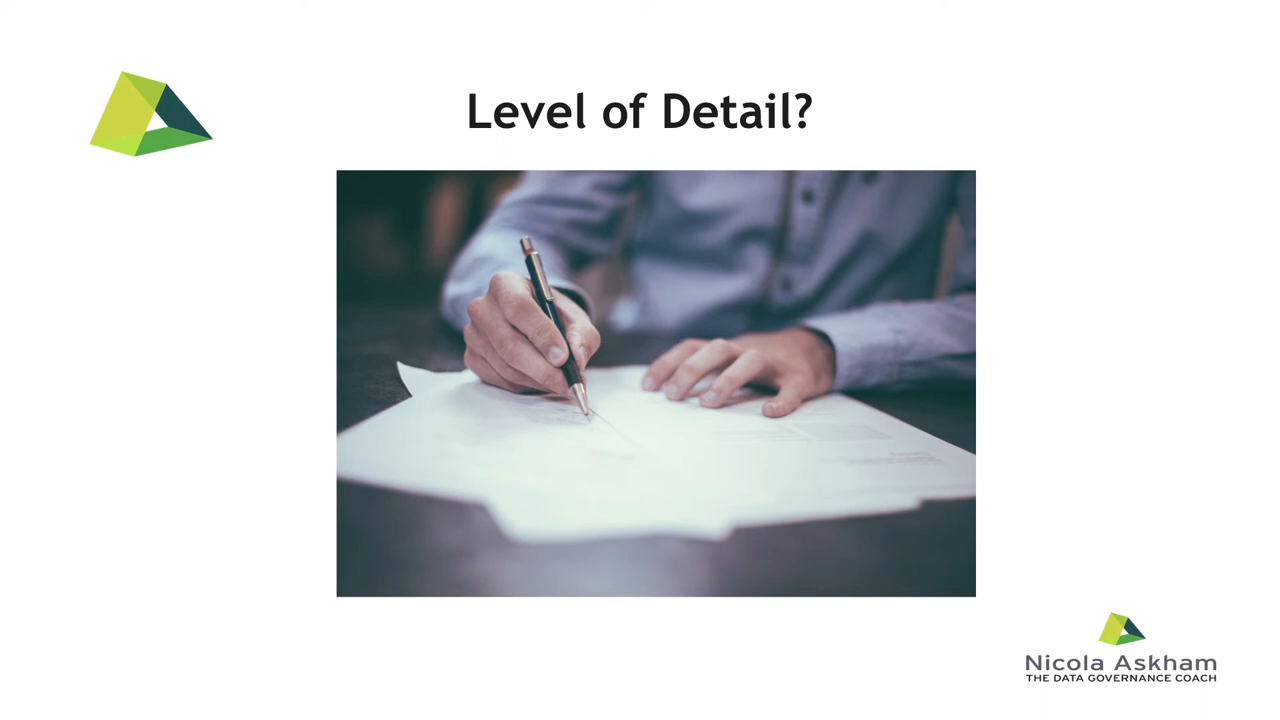 Level of Detail?
Nicola Askham
THE DATA GOVERNANCE COACH